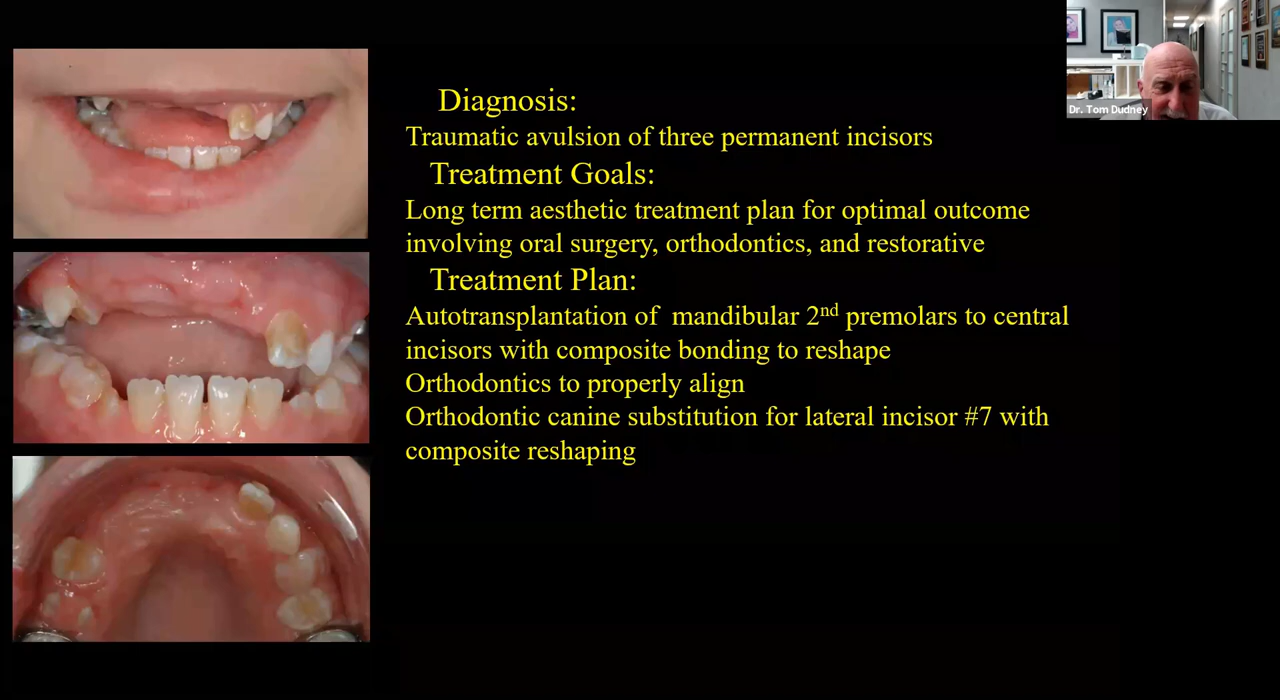 Dr. Tom Dudney
Diagnosis:
Traumatic avulsion of three permanent incisors
Treatment Goals:
Long term aesthetic treatment plan for optimal outcome
involving oral surgery, orthodontics, and restorative
Treatment Plan:
Autotransplantation of mandibular 2nd premolars to central
incisors with composite bonding to reshape
Orthodontics to properly align
Orthodontic canine substitution for lateral incisor #7 with
composite reshaping